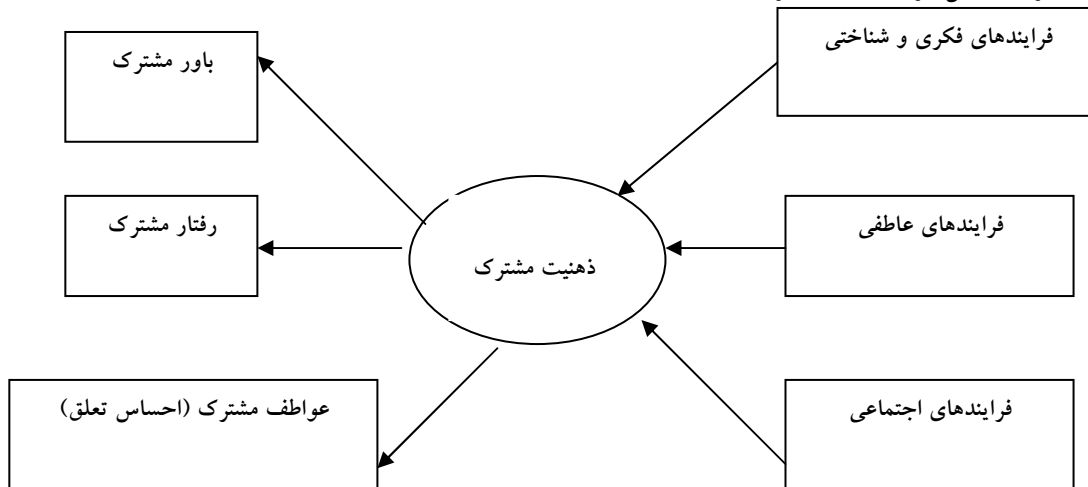 فرایندهای فکری و شناختی
باور مشترک
فرایندهای عاطفی
رفتار مشترک
ذهنیت مشترک
فرایندهای اجتماعی
عواطف مشترک (احساس تعلق)